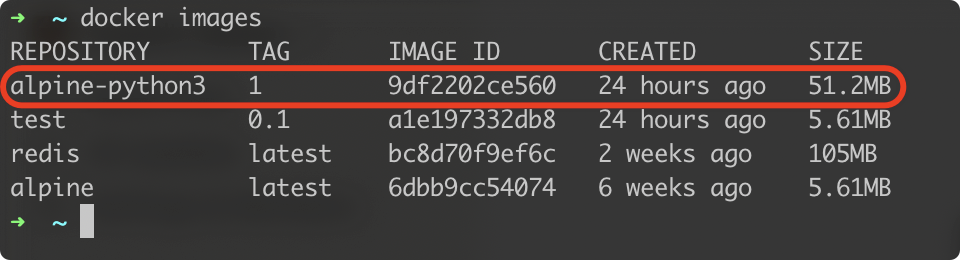 ➜ ~ docker images
REPOSITORY TAG IMAGE ID CREATED SIZE
alpine-python3 1 9df2202ce560 24 hours ago 51.2MB
test 0.1 a1e197332db8 24 hours ago 5.61MB
redis latest bc8d70f9ef6c 2 weeks ago 105MB
alpine latest 6dbb9cc54074 6 weeks ago 5.61MB
➜ ~